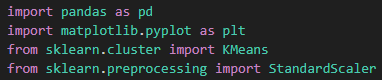 import pandas as pd
import matplotlib.pyplot as plt
from sklearn.cluster import KMeans
from sklearn.preprocessing import StandardScaler